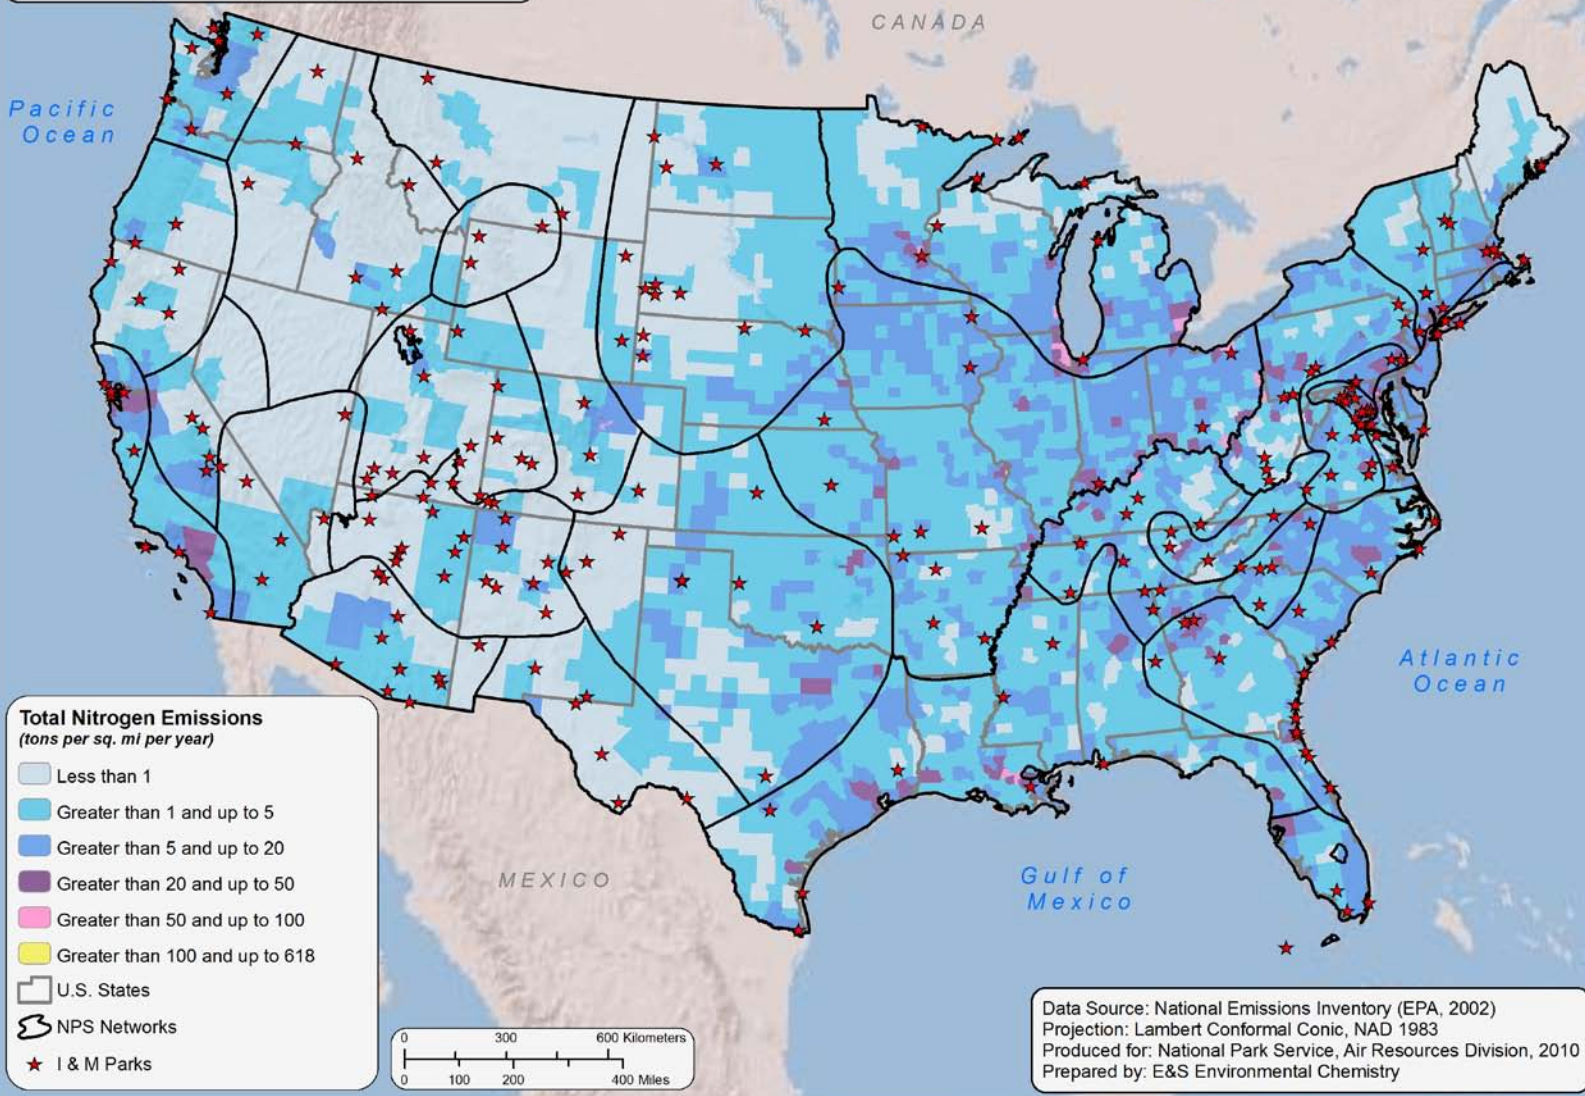 CANADA
Pacific
Ocean
Atlantic
Ocean
Gulf of
Mexico
MEXICO
Total Nitrogen Emissions
(tons per sq. mi per year)
Less than 1
Greater than 1 and up to 5
Greater than 5 and up to 20
Greater than 20 and up to 50
Greater than 50 and up to 100
Greater than 100 and up to 618
U.S. States
NPS Networks
I & M Parks
0 300 600 Kilometers
0 100 200 400 Miles
Data Source: National Emissions Inventory (EPA, 2002)
Projection: Lambert Conformal Conic, NAD 1983
Produced for: National Park Service, Air Resources Division, 2010
Prepared by: E&S Environmental Chemistry